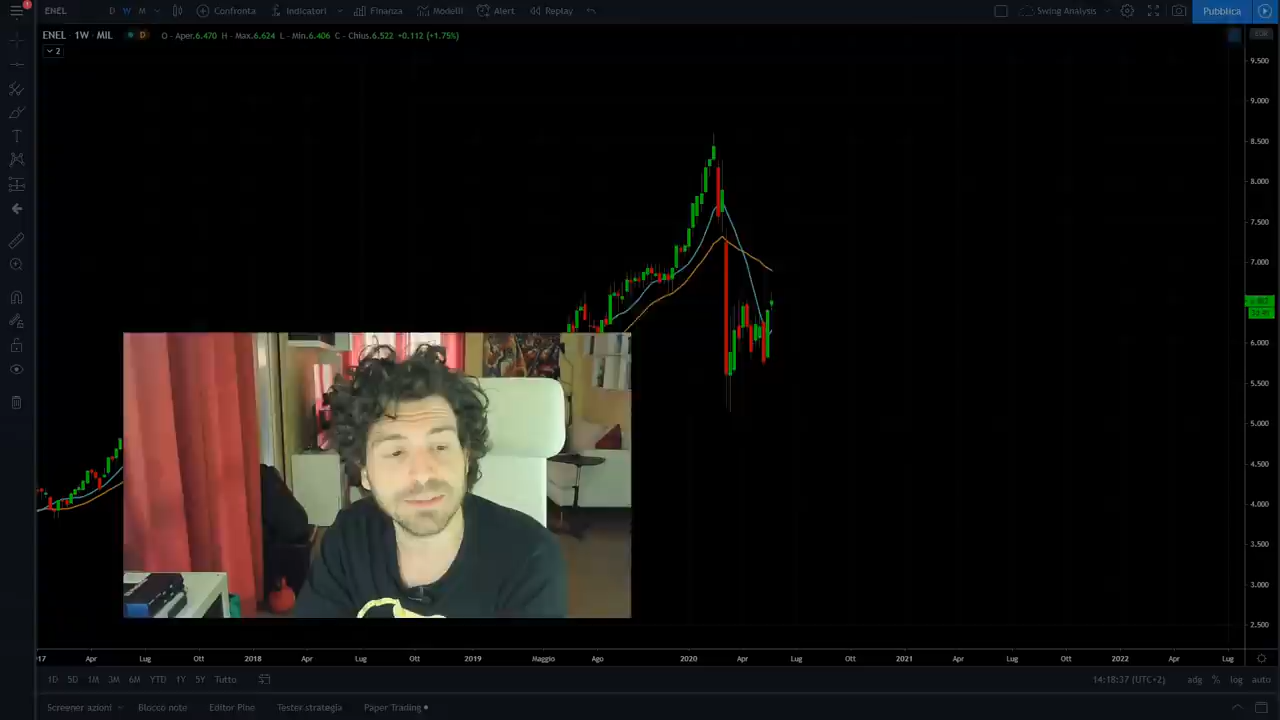 ENEL D W M Confronta Indicatori Finanza Modelli Alert Replay Swing Analysis Pubblica
ENEL · 1W · MIL D O - Aper.6.470 H - Max.6.624 L - Min.6.406 C - Chius.6.522 +0.112 (+1.75%)
2
EUR
9.500
9.000
8.500
8.000
7.500
7.000
6.000
5.500
5.000
4.500
4.000
3.500
3.000
2.500
17 Apr Lug Ott 2018 Apr Lug Ott 2019 Maggio Ago 2020 Apr Lug Ott 2021 Apr Lug Ott 2022 Apr Lug
1D 5D 1M 3M 6M YTD 1Y 5Y Tutto 14:18:37 (UTC+2) adg % log auto
Screener azioni Blocco note Editor Pine Tester strategia Paper Trading